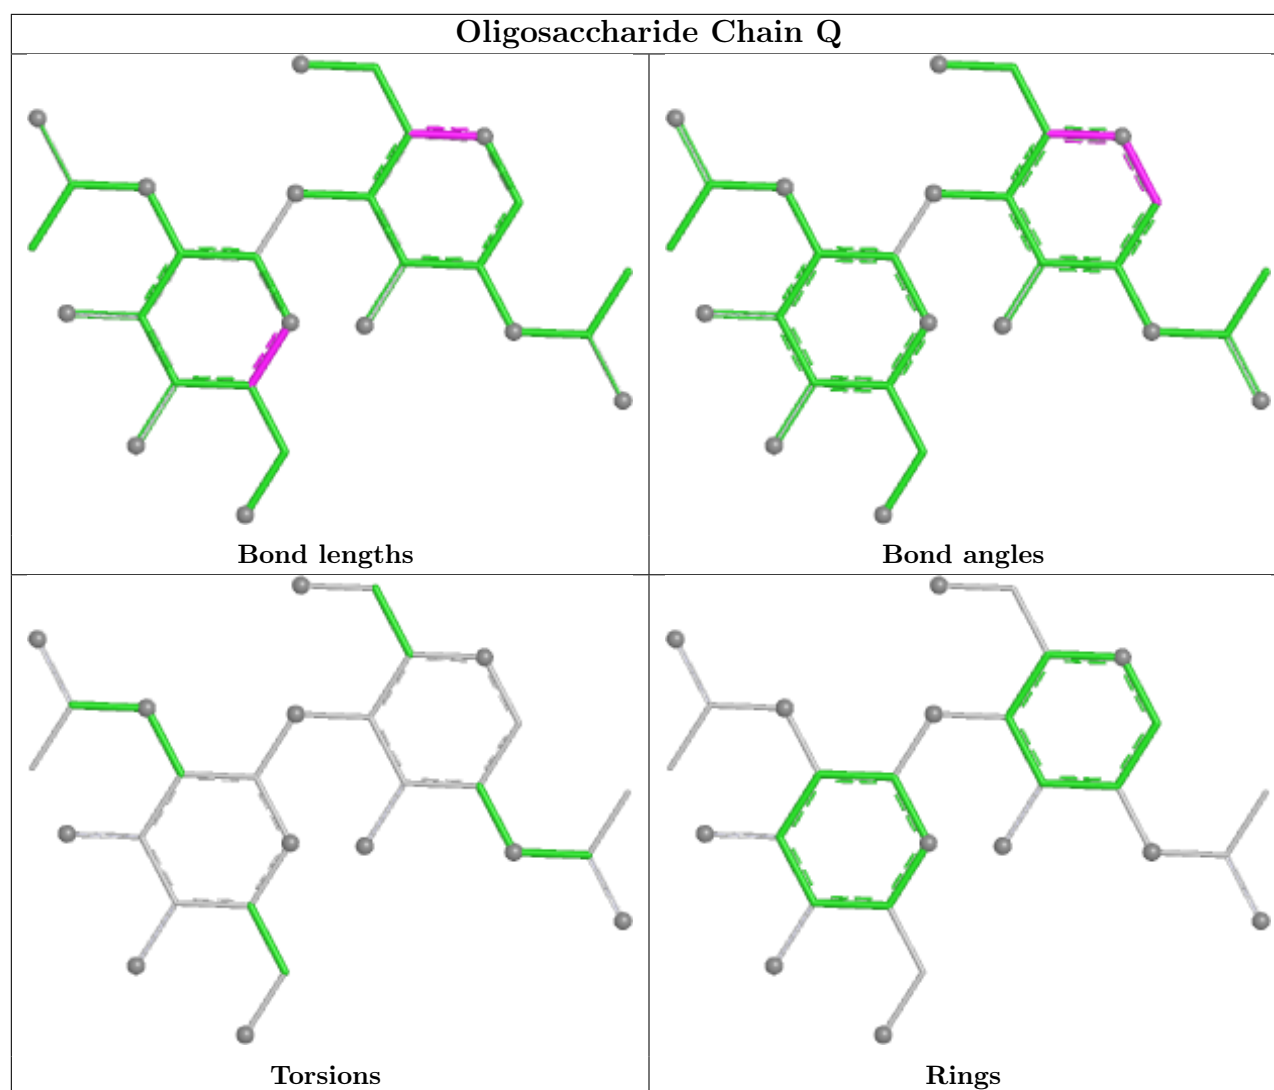 Oligosaccharide Chain Q
Bond lengths
Bond angles
Torsions
Rings